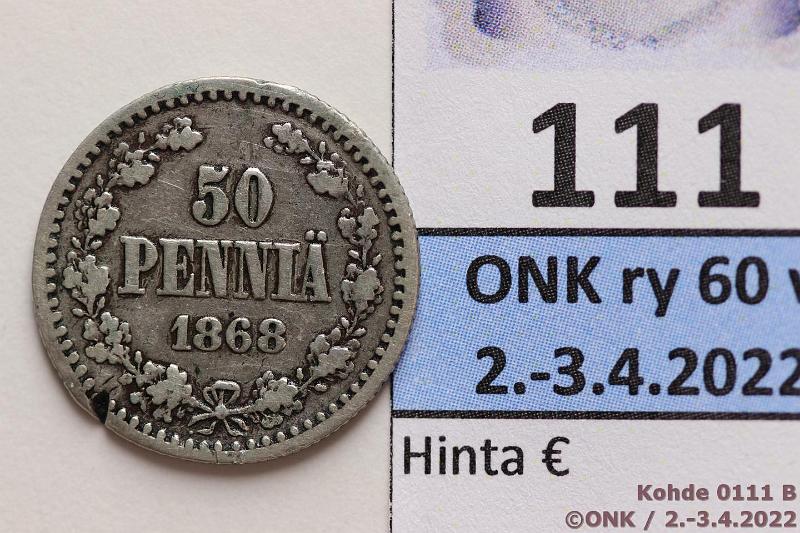 50
PENNIÄ
1868
111
ONK ry 60 v
2.-3.4.2022
Hinta €
Kohde 0111 B
©ONK / 2.-3.4.2022